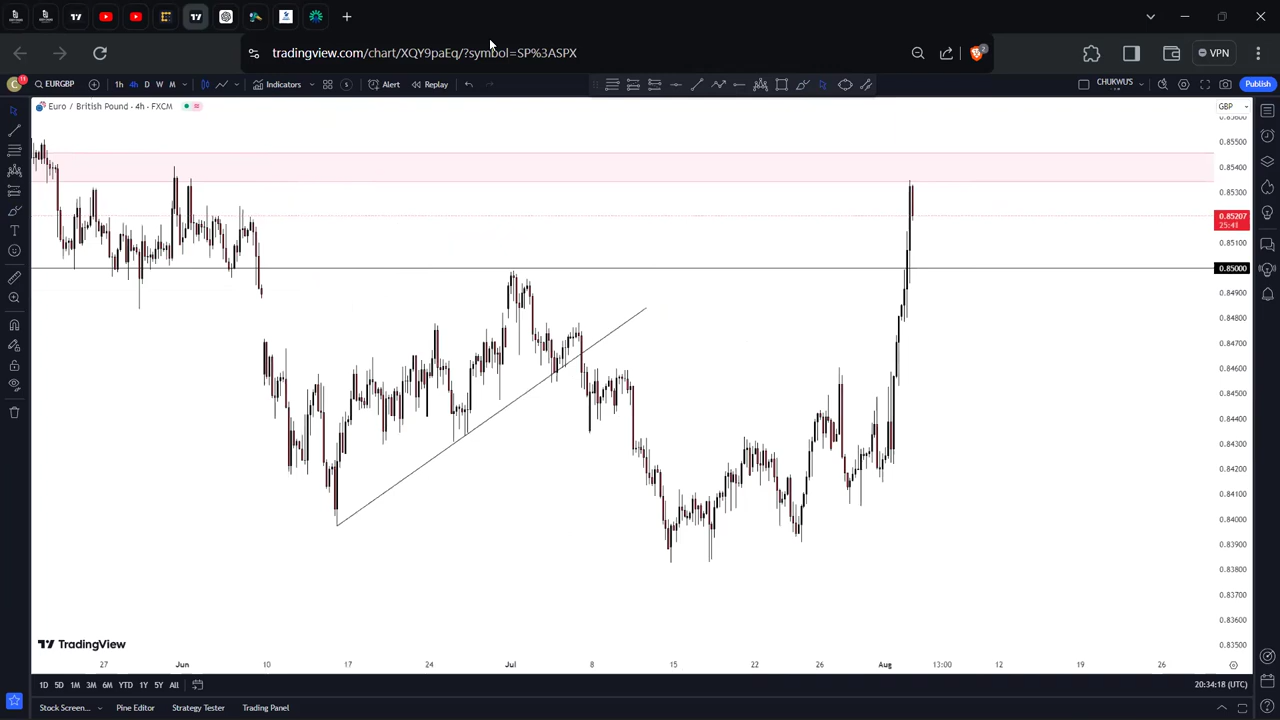 tradingview.com/chart/XQY9paEq/?symbol=SP%3ASPX
2
VPN
C
11
EURGBP
1h 4h D W M
Indicators
Alert
Replay
CHUKWUS
Publish
Euro / British Pound · 4h · FXCM
GBP
0.85600
0.85500
0.85400
0.85300
0.85207
25:41
0.85100
0.85000
0.84900
0.84800
0.84700
0.84600
0.84500
0.84400
0.84300
0.84200
0.84100
0.84000
0.83900
0.83800
0.83700
0.83600
0.83500
TradingView
27 Jun 10 17 24 Jul 8 15 22 26 Aug 13:00 12 19 26
1D 5D 1M 3M 6M YTD 1Y 5Y All
20:34:18 (UTC)
Stock Screen... Pine Editor Strategy Tester Trading Panel